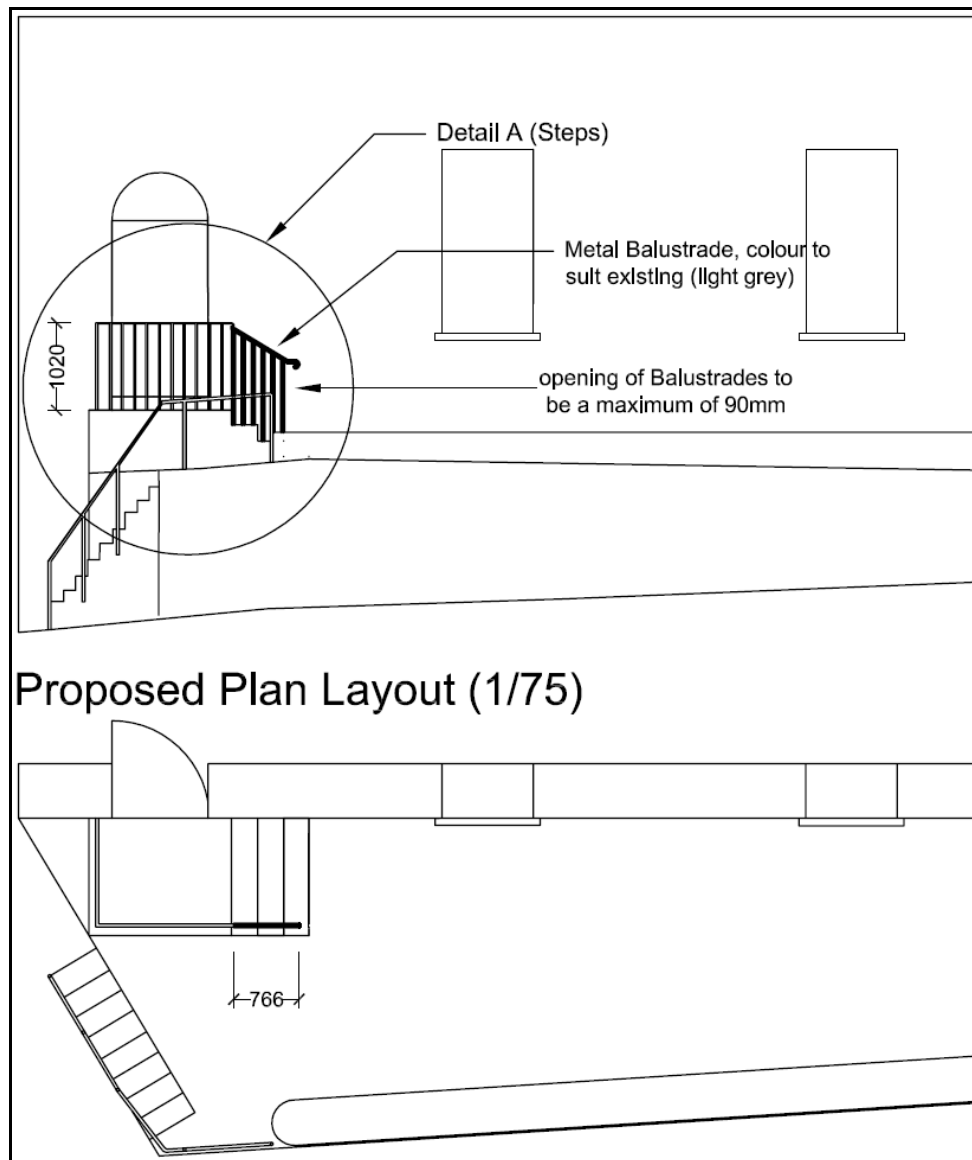 Detail A (Steps)
Metal Balustrade, colour to
suit existing (light grey)
1020
opening of Balustrades to
be a maximum of 90mm
Proposed Plan Layout (1/75)
766